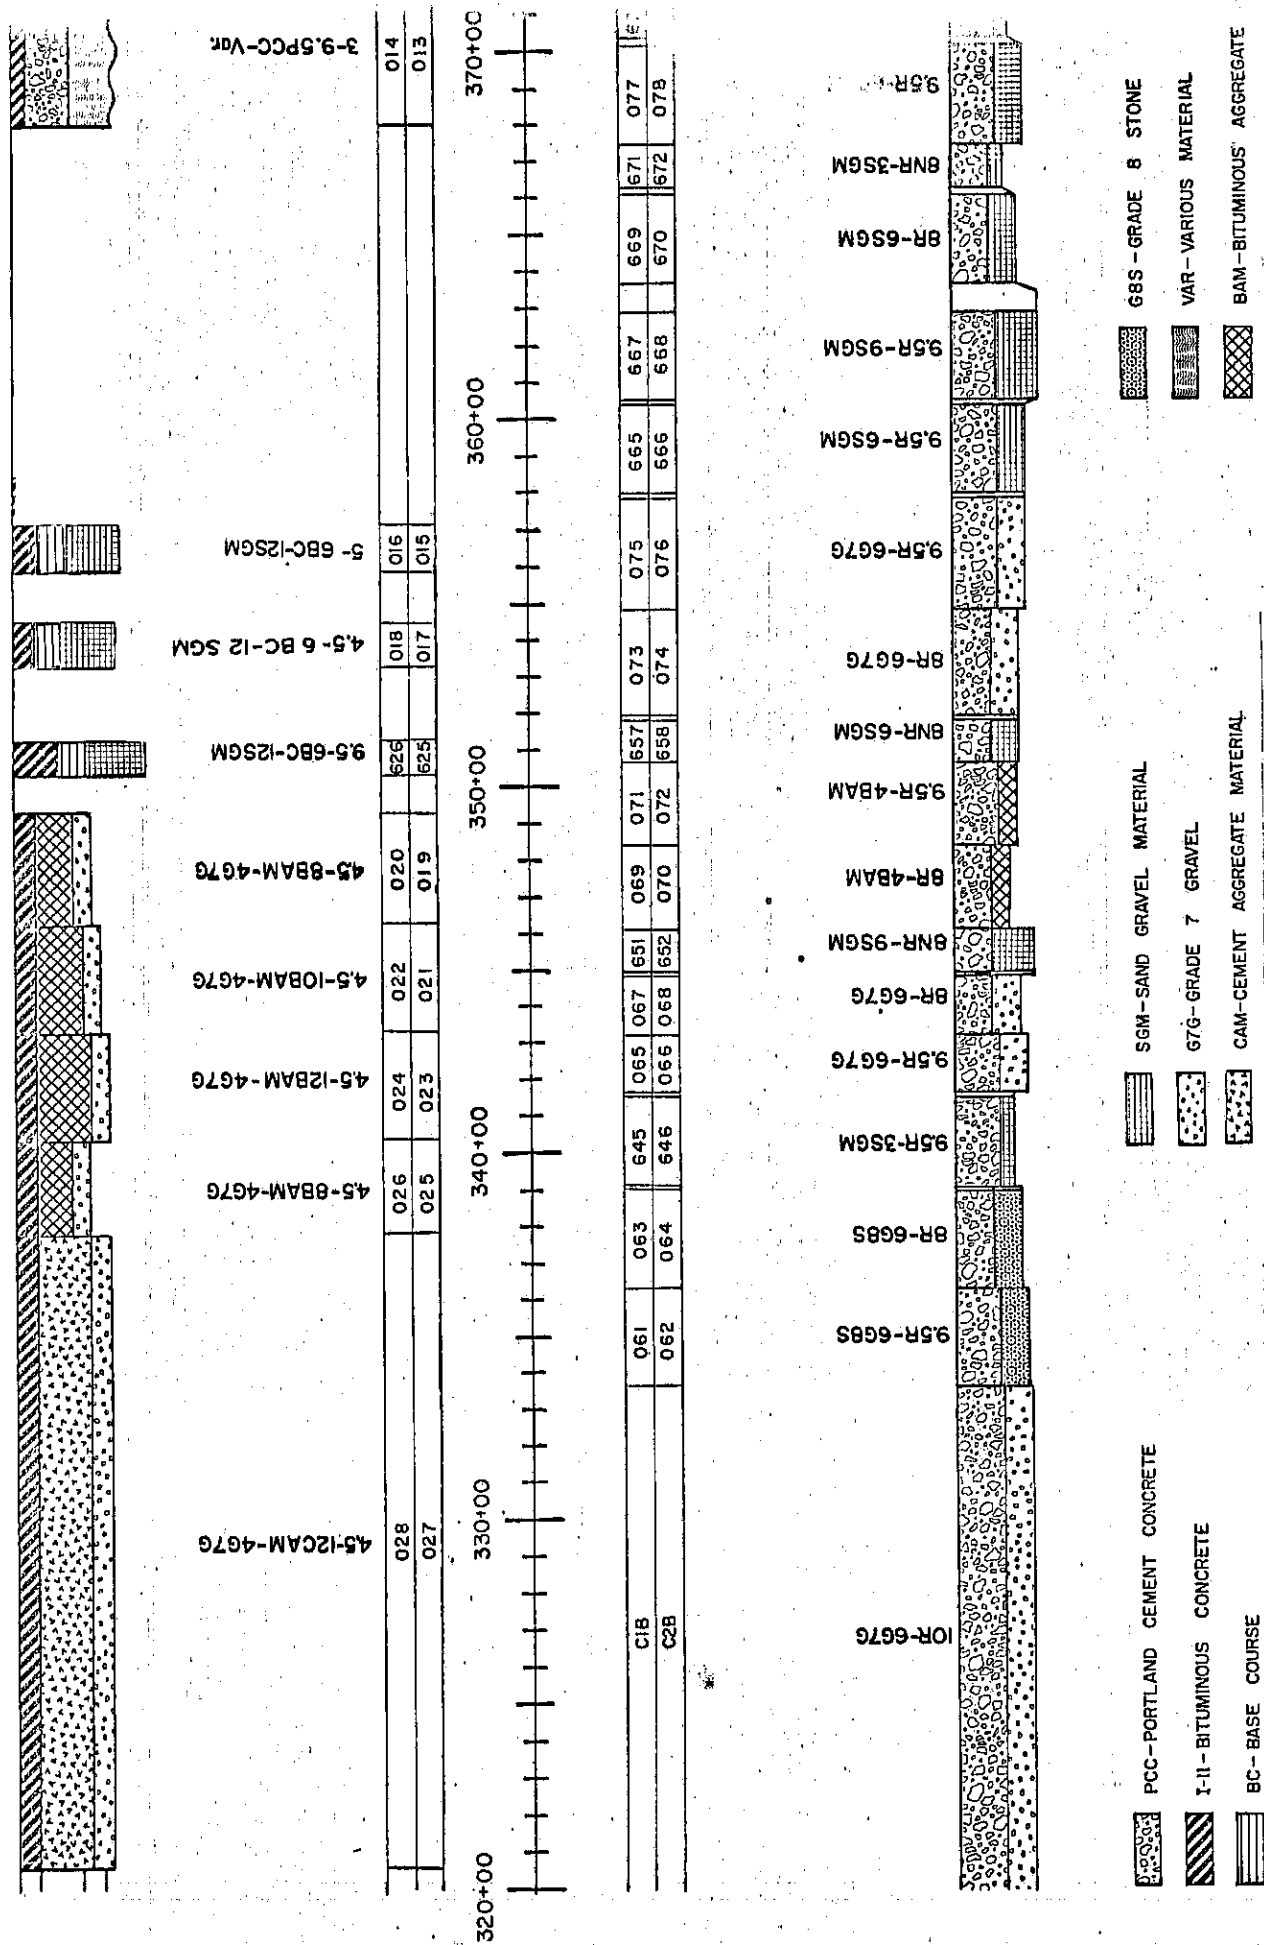 3-9.5PCC-Var.
5-6BC-12SGM
4.5-6 BC-12 SGM
9.5-6BC-12SGM
4.5-8BAM-4G7G
4.5-10BAM-4G7G
4.5-12BAM-4G7G
4.5-8BAM-4G7G
4.5-12CAM-4G7G
014 013
016 015
018 017
626 625
020 019
022 021
024 023
026 025
028 027
370+00
360+00
350+00
340+00
330+00
320+00
077 078
671 672
669 670
667 668
665 666
075 076
073 074
657 658
071 072
069 070
651 652
067 068
065 066
645 646
063 064
061 062
C1B C2B
9.5R
8NR-3SGM
8R-6SGM
9.5R-9SGM
9.5R-6SGM
9.5R-6G7G
8R-6G7G
8NR-6SGM
9.5R-4BAM
8R-4BAM
8NR-9SGM
8R-6G7G
9.5R-6G7G
9.5R-3SGM
8R-6G8S
9.5R-6G8S
10R-6G7G
PCC-PORTLAND CEMENT CONCRETE
I-11-BITUMINOUS CONCRETE
BC-BASE COURSE
SGM-SAND GRAVEL MATERIAL
G7G-GRADE 7 GRAVEL
CAM-CEMENT AGGREGATE MATERIAL
G8S-GRADE 8 STONE
VAR-VARIOUS MATERIAL
BAM-BITUMINOUS AGGREGATE